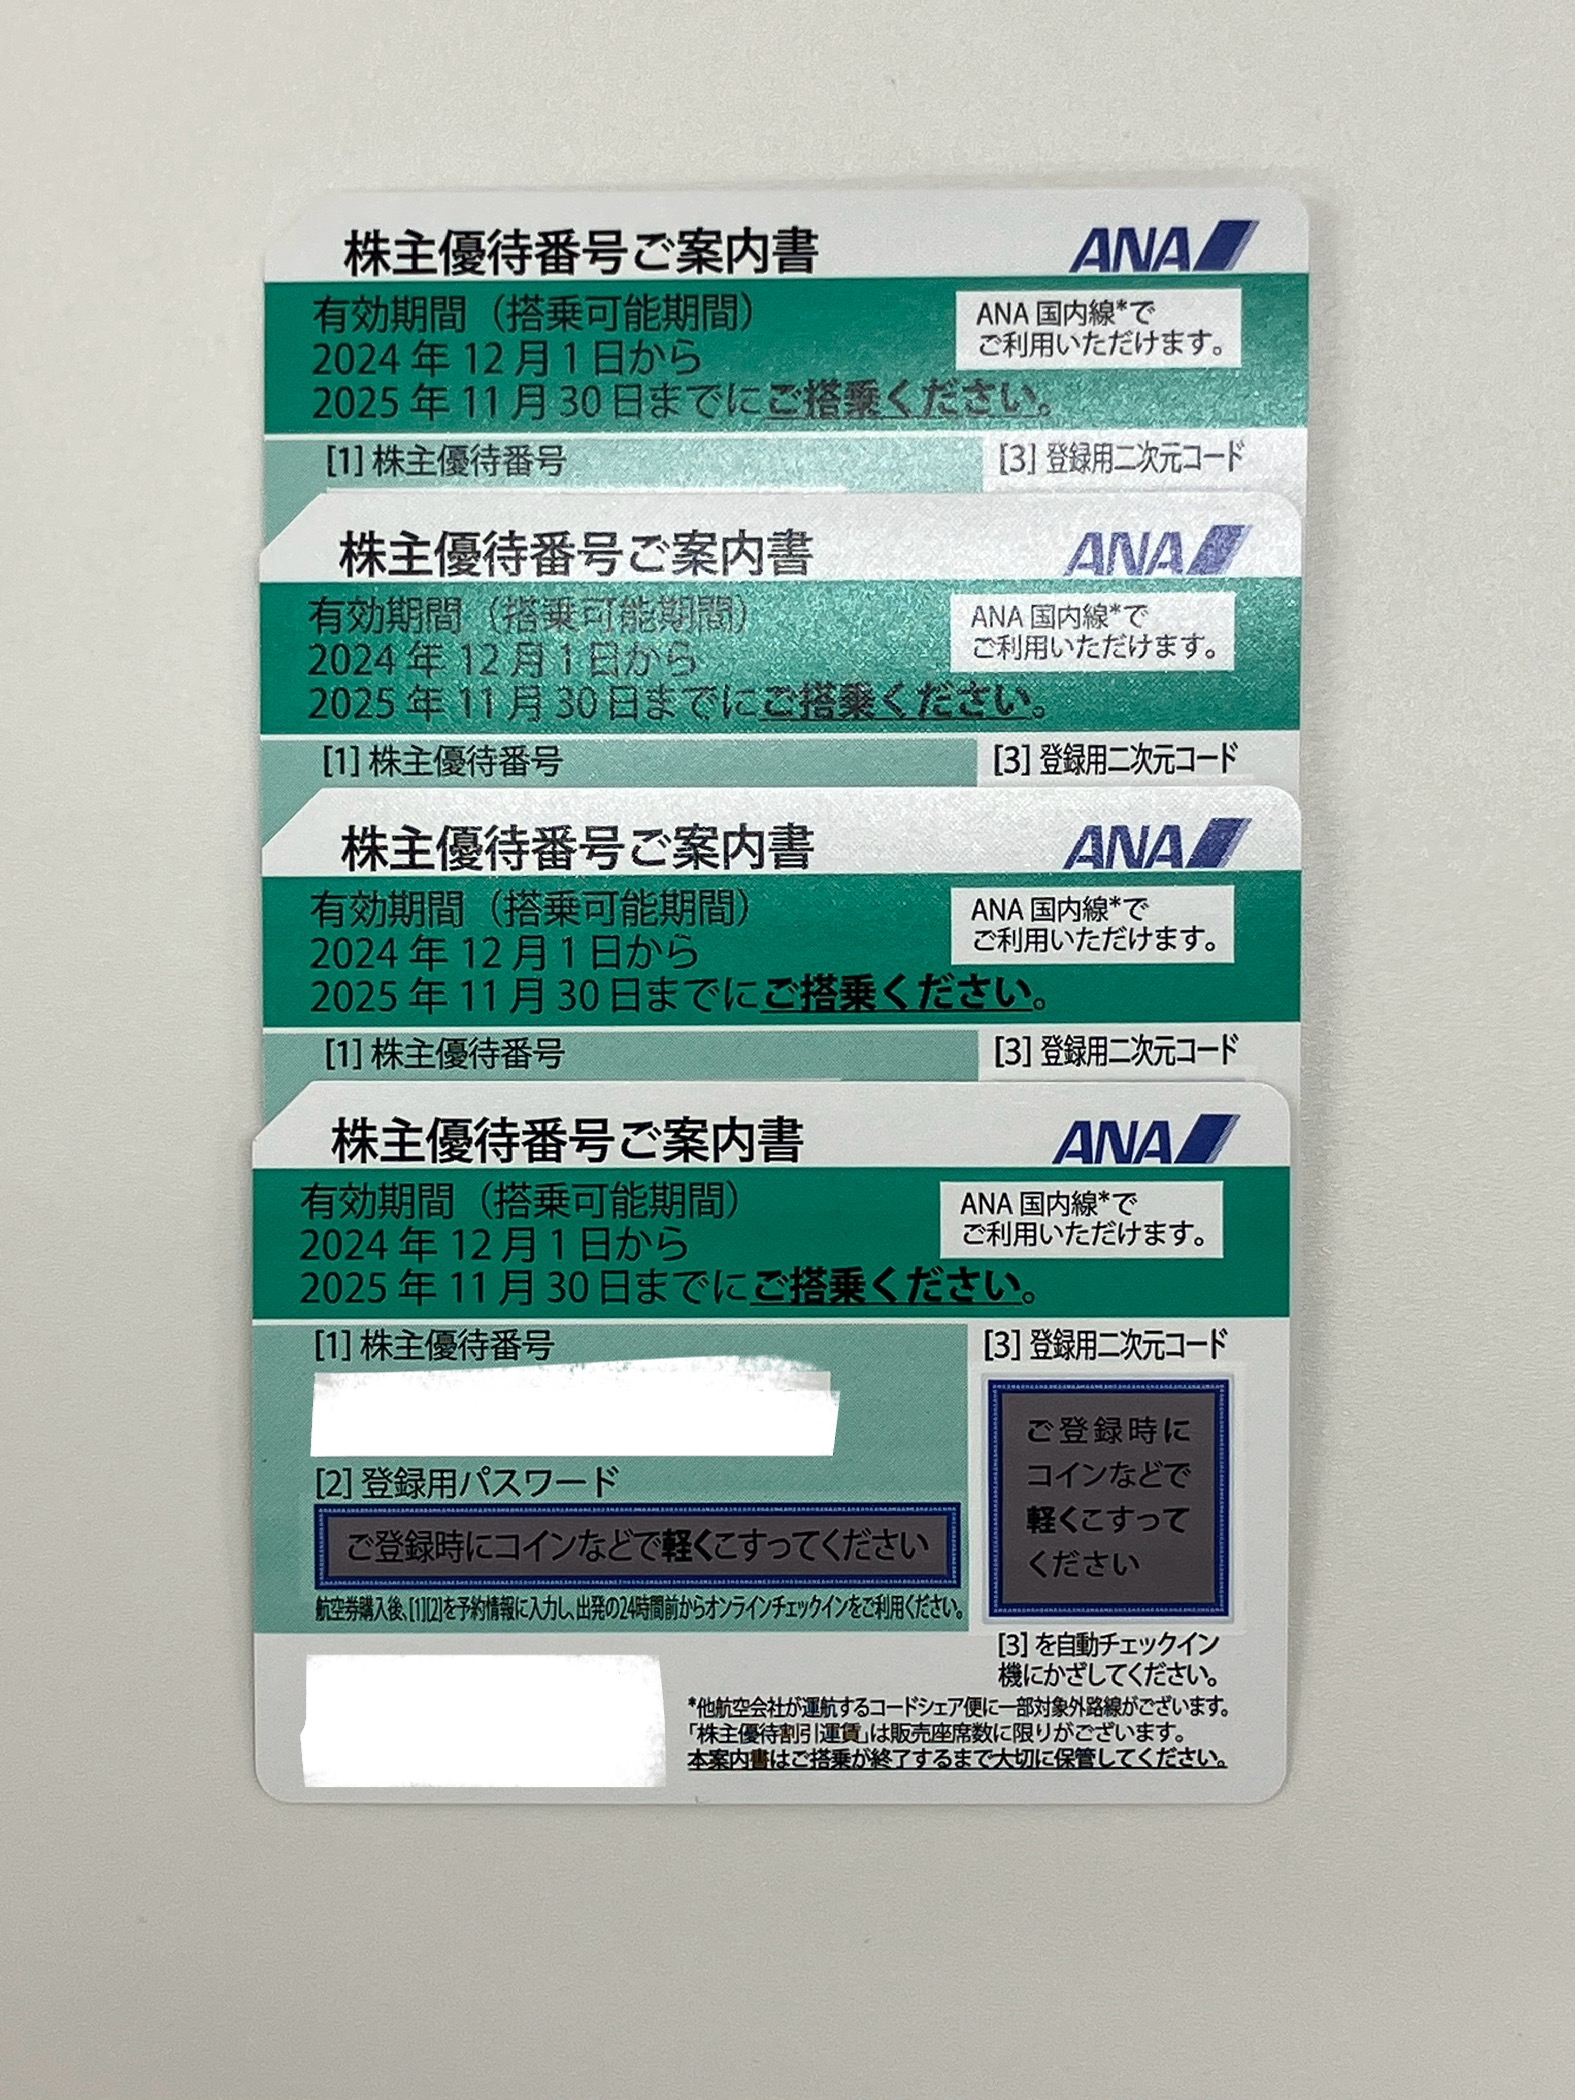 株主優待番号ご案内書
ANA
有効期間（搭乗可能期間）
2024年12月1日から
2025年11月30日までにご搭乗ください。
ANA国内線*で
ご利用いただけます。
[1] 株主優待番号
[3] 登録用二次元コード
株主優待番号ご案内書
ANA
有効期間（搭乗可能期間）
2024年12月1日から
2025年11月30日までにご搭乗ください。
ANA国内線*で
ご利用いただけます。
[1] 株主優待番号
[3] 登録用二次元コード
株主優待番号ご案内書
ANA
有効期間（搭乗可能期間）
2024年12月1日から
2025年11月30日までにご搭乗ください。
ANA国内線*で
ご利用いただけます。
[1] 株主優待番号
[3] 登録用二次元コード
株主優待番号ご案内書
ANA
有効期間（搭乗可能期間）
2024年12月1日から
2025年11月30日までにご搭乗ください。
ANA国内線*で
ご利用いただけます。
[1] 株主優待番号
[2] 登録用パスワード
ご登録時にコインなどで軽くこすってください
航空券購入後、[1][2]を予約情報に入力し、出発の24時間前からオンラインチェックインをご利用ください。
[3] 登録用二次元コード
ご登録時に
コインなどで
軽くこすって
ください
[3] を自動チェックイン
機にかざしてください。
*他航空会社が運航するコードシェア便に一部対象外路線がございます。
「株主優待割引運賃」は販売座席数に限りがございます。
本案内書はご搭乗が終了するまで大切に保管してください。